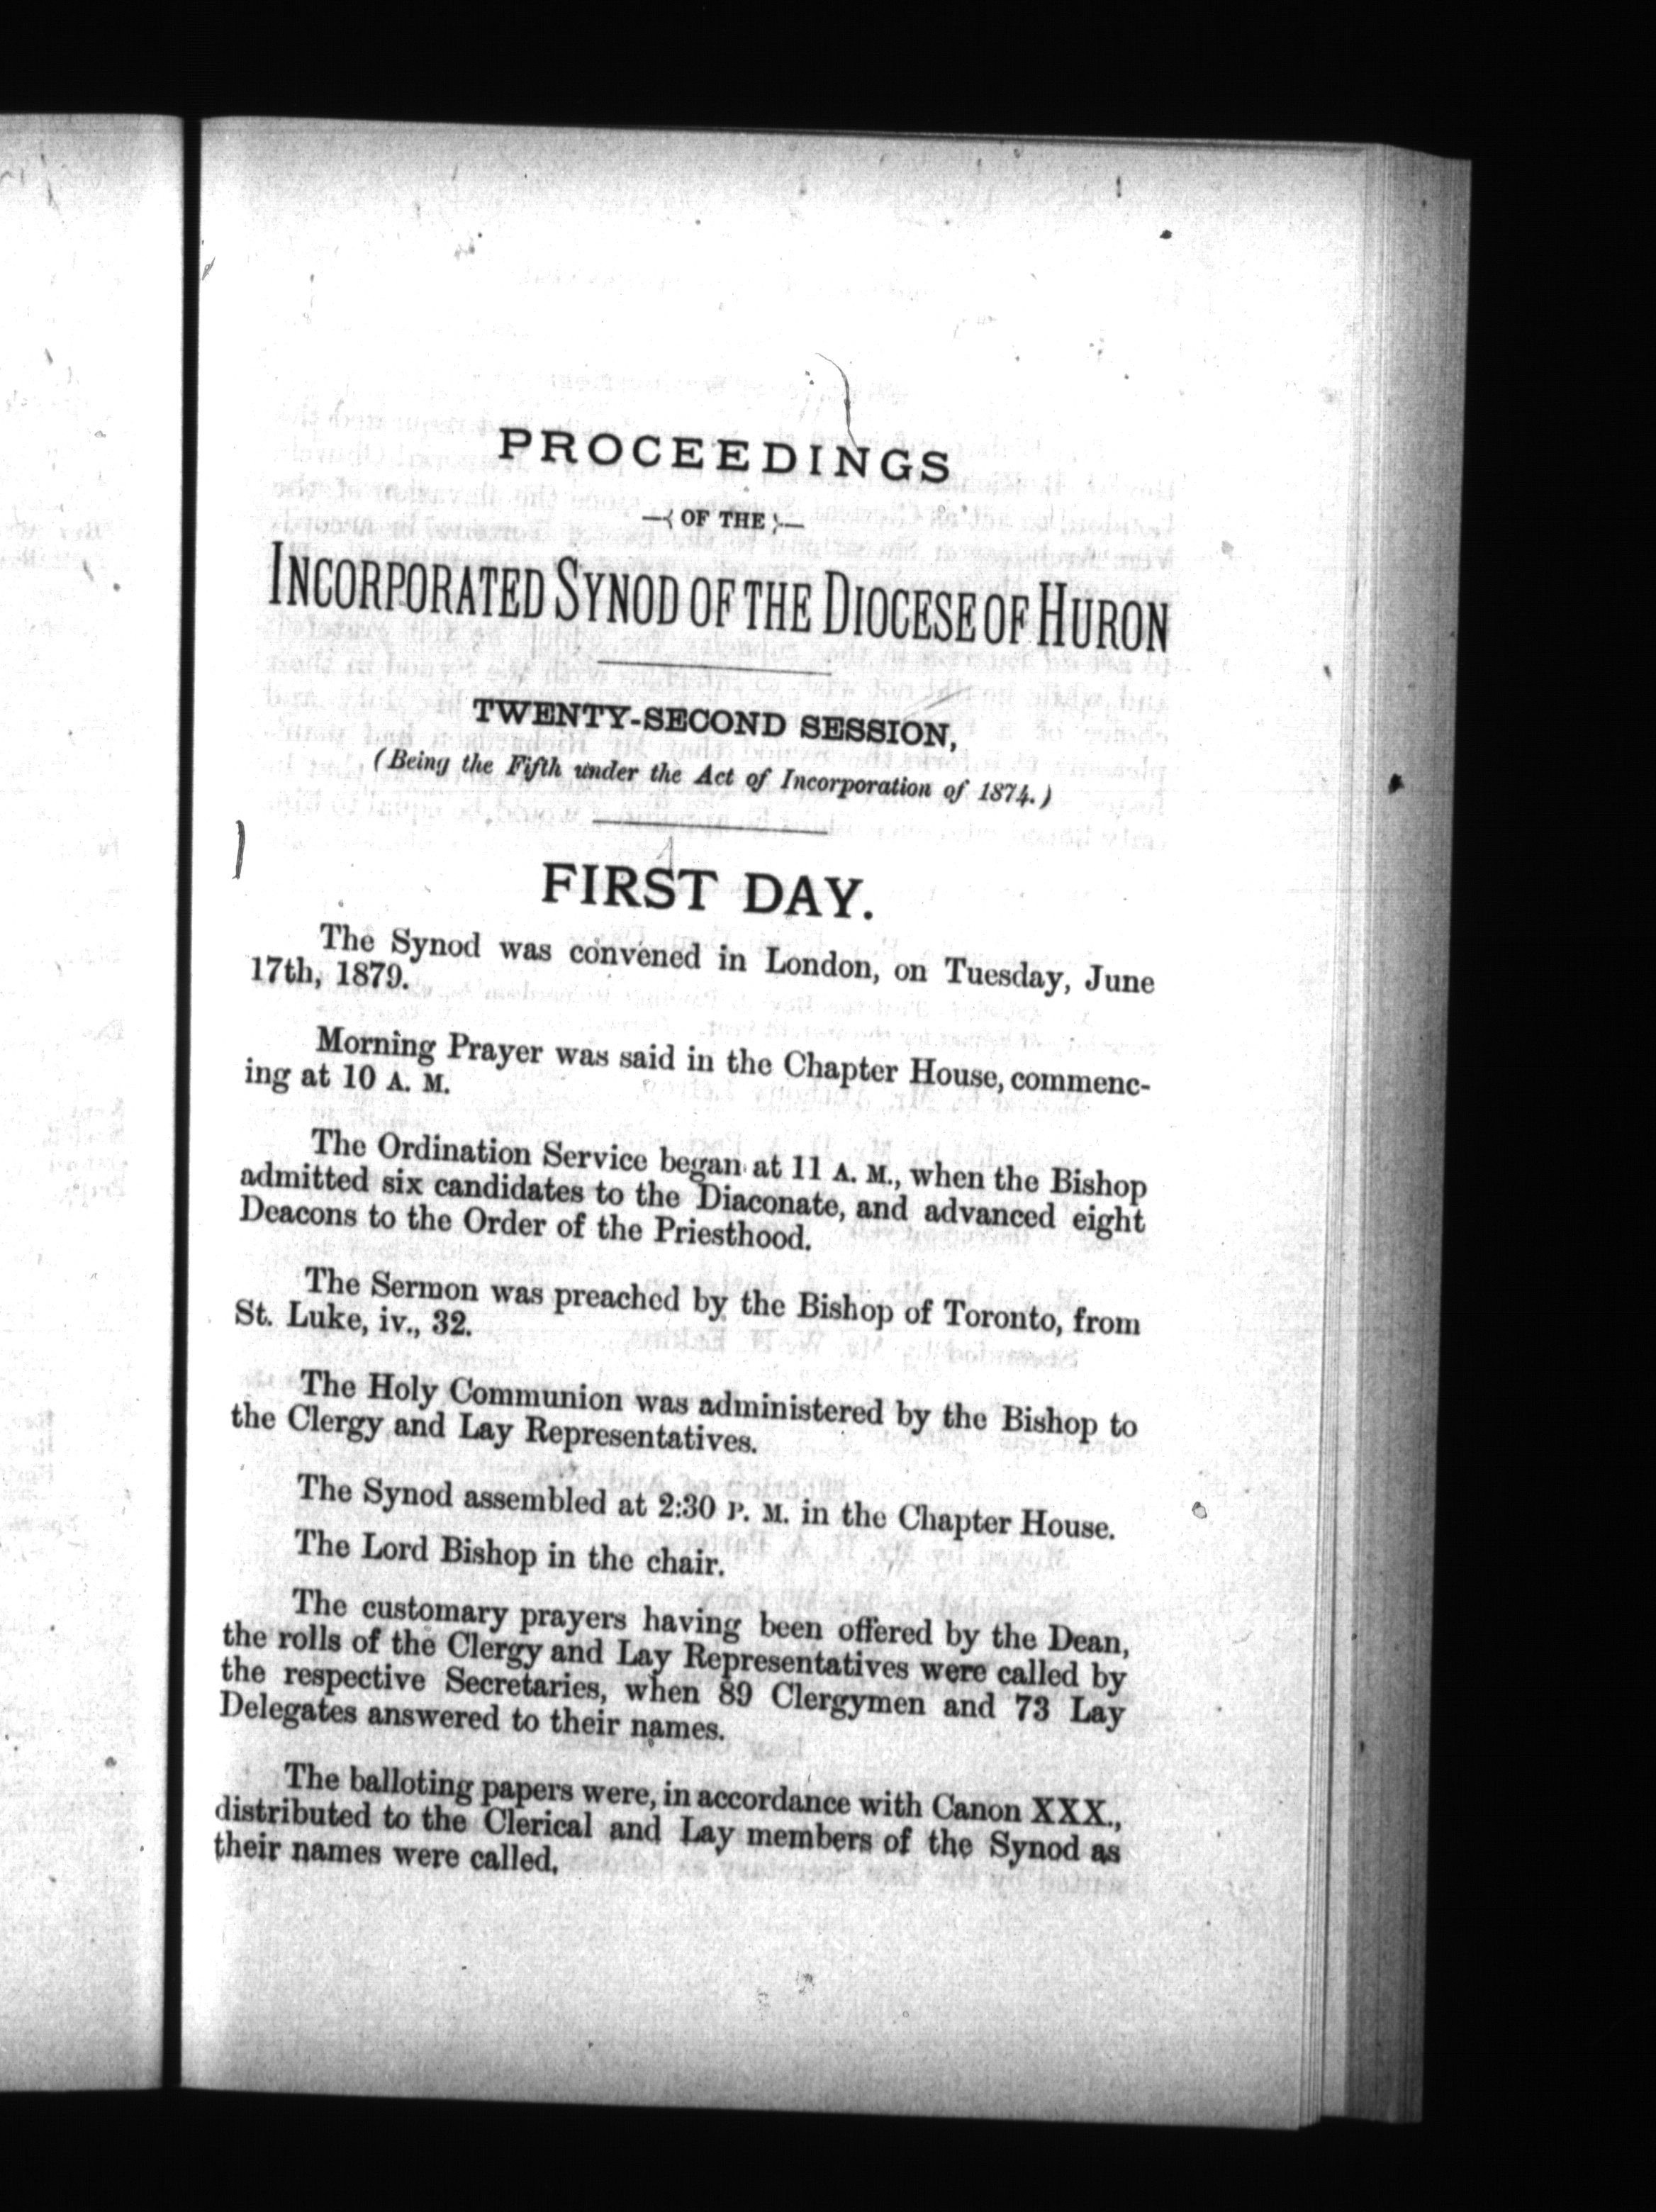 PROCEEDINGS
—{ OF THE }—
INCORPORATED SYNOD OF THE DIOCESE OF HURON
TWENTY-SECOND SESSION,
(Being the Fifth under the Act of Incorporation of 1874.)
FIRST DAY.
The Synod was convened in London, on Tuesday, June
17th, 1879.
Morning Prayer was said in the Chapter House, commenc-
ing at 10 A. M.
The Ordination Service began at 11 A. M., when the Bishop
admitted six candidates to the Diaconate, and advanced eight
Deacons to the Order of the Priesthood.
The Sermon was preached by the Bishop of Toronto, from
St. Luke, iv., 32.
The Holy Communion was administered by the Bishop to
the Clergy and Lay Representatives.
The Synod assembled at 2:30 P. M. in the Chapter House.
The Lord Bishop in the chair.
The customary prayers having been offered by the Dean,
the rolls of the Clergy and Lay Representatives were called by
the respective Secretaries, when 89 Clergymen and 73 Lay
Delegates answered to their names.
The balloting papers were, in accordance with Canon XXX.,
distributed to the Clerical and Lay members of the Synod as
their names were called.